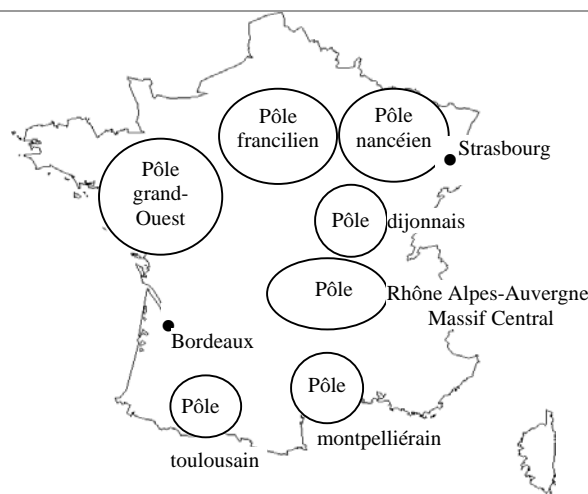 Pôle
francilien
Pôle
nancéien
Strasbourg
Pôle
grand-
Ouest
Pôle dijonnais
Pôle Rhône Alpes-Auvergne
Massif Central
Bordeaux
Pôle
montpelliérain
Pôle
toulousain